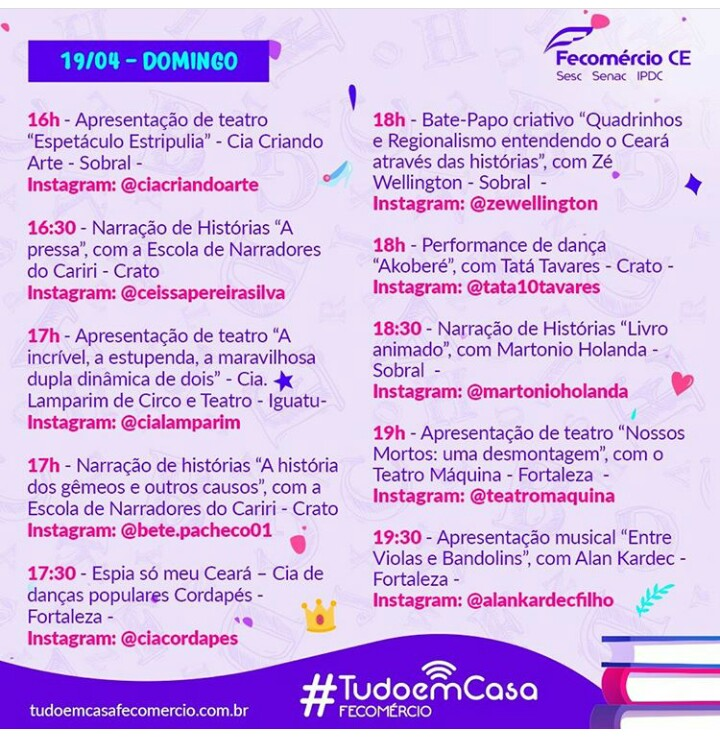 19/04 - DOMINGO
Fecomércio CE
Sesc Senac IPDC
16h - Apresentação de teatro
“Espetáculo Estripulia” - Cia Criando
Arte - Sobral -
Instagram: @ciacriandoarte
16:30 - Narração de Histórias “A
pressa”, com a Escola de Narradores
do Cariri - Crato
Instagram: @ceissapereirasilva
17h - Apresentação de teatro “A
incrível, a estupenda, a maravilhosa
dupla dinâmica de dois” - Cia.
Lamparim de Circo e Teatro - Iguatu-
Instagram: @cialamparim
17h - Narração de histórias “A história
dos gêmeos e outros causos”, com a
Escola de Narradores do Cariri - Crato
Instagram: @bete.pacheco01
17:30 - Espia só meu Ceará – Cia de
danças populares Cordapés -
Fortaleza -
Instagram: @ciacordapes
18h - Bate-Papo criativo “Quadrinhos
e Regionalismo entendendo o Ceará
através das histórias”, com Zé
Wellington - Sobral -
Instagram: @zewellington
18h - Performance de dança
“Akoberé”, com Tatá Tavares - Crato -
Instagram: @tata10tavares
18:30 - Narração de Histórias “Livro
animado”, com Martonio Holanda -
Sobral -
Instagram: @martonioholanda
19h - Apresentação de teatro “Nossos
Mortos: uma desmontagem”, com o
Teatro Máquina - Fortaleza -
Instagram: @teatromaquina
19:30 - Apresentação musical “Entre
Violas e Bandolins”, com Alan Kardec -
Fortaleza -
Instagram: @alankardecfilho
tudoemcasafecomercio.com.br
#TudoemCasa
FECOMÉRCIO